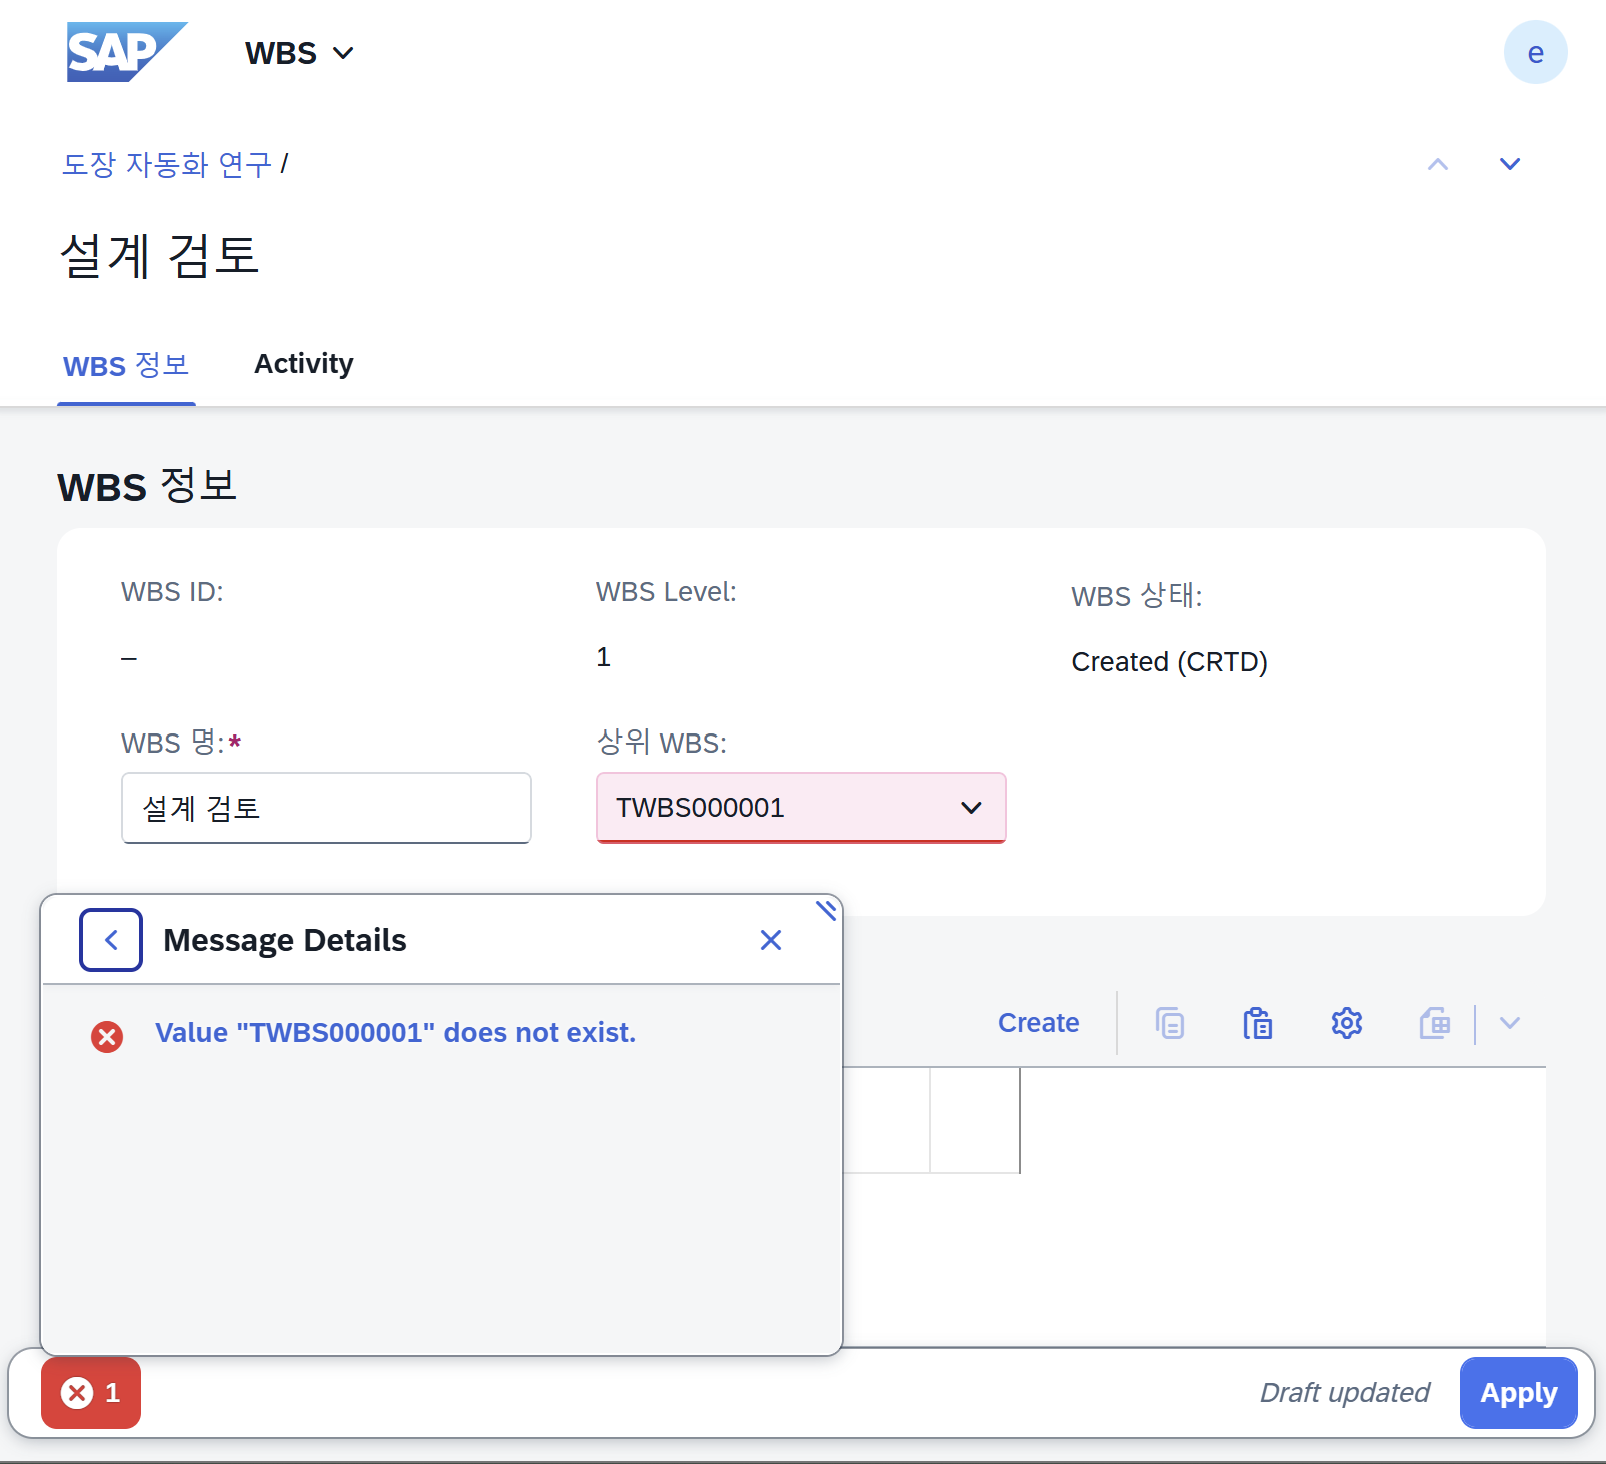 SAP
WBS
e
도장 자동화 연구 /
설계 검토
WBS 정보
Activity
WBS 정보
WBS ID:
–
WBS Level:
1
WBS 상태:
Created (CRTD)
WBS 명:*
설계 검토
상위 WBS:
TWBS000001
Message Details
Value "TWBS000001" does not exist.
Create
1
Draft updated
Apply